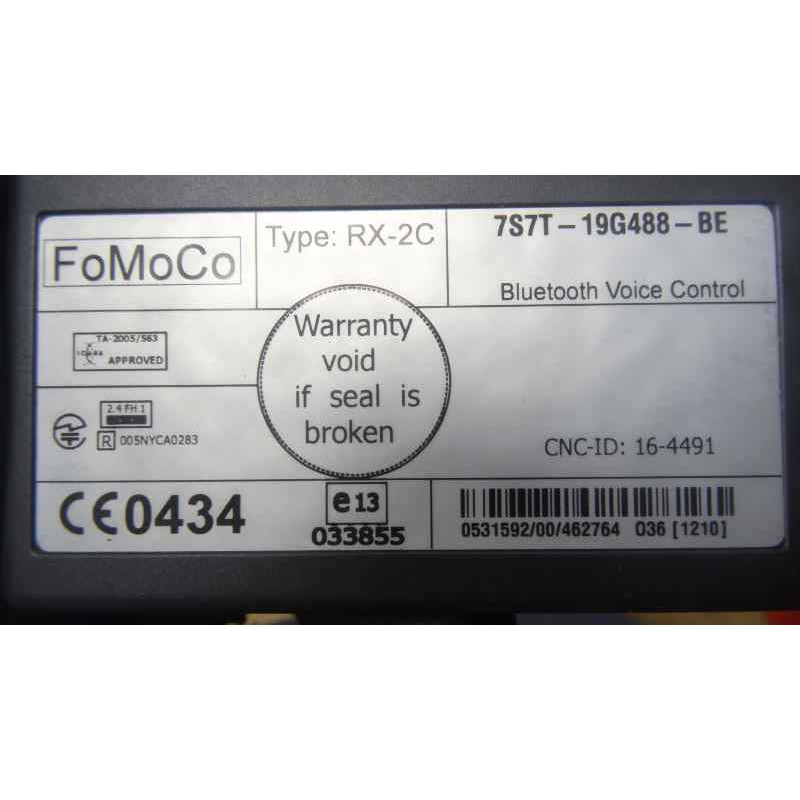 FoMoCo
Type: RX-2C
7S7T-19G488-BE
Bluetooth Voice Control
TA-2005/563
APPROVED
Warranty
void
if seal is
broken
2.4 FH 1
R 005NYCA0283
CNC-ID: 16-4491
CE0434
e13
033855
0531592/00/462764 036 [1210]